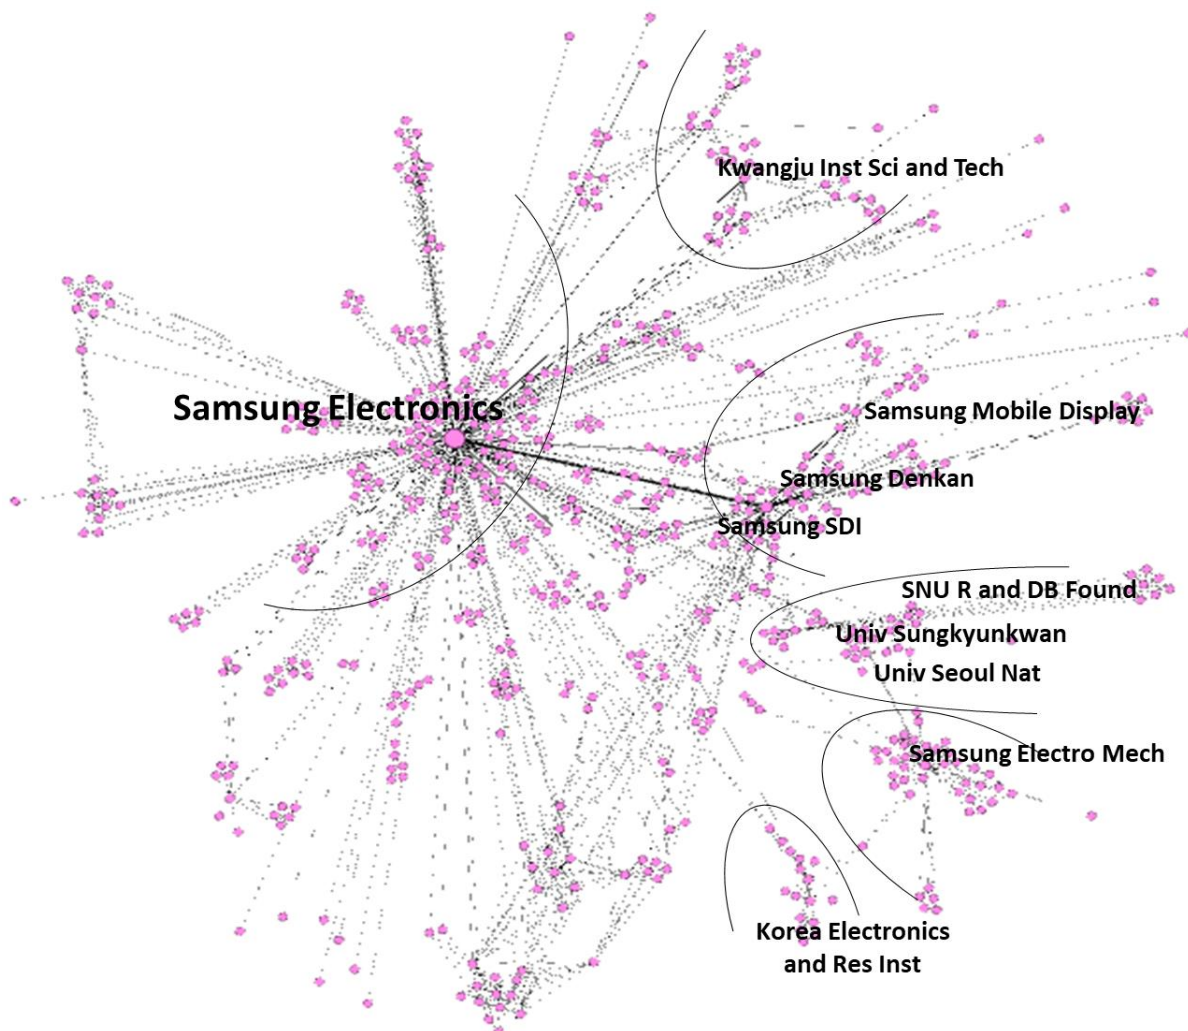 Kwangju Inst Sci and Tech
Samsung Electronics
Samsung Mobile Display
Samsung Denkan
Samsung SDI
SNU R and DB Found
Univ Sungkyunkwan
Univ Seoul Nat
Samsung Electro Mech
Korea Electronics
and Res Inst